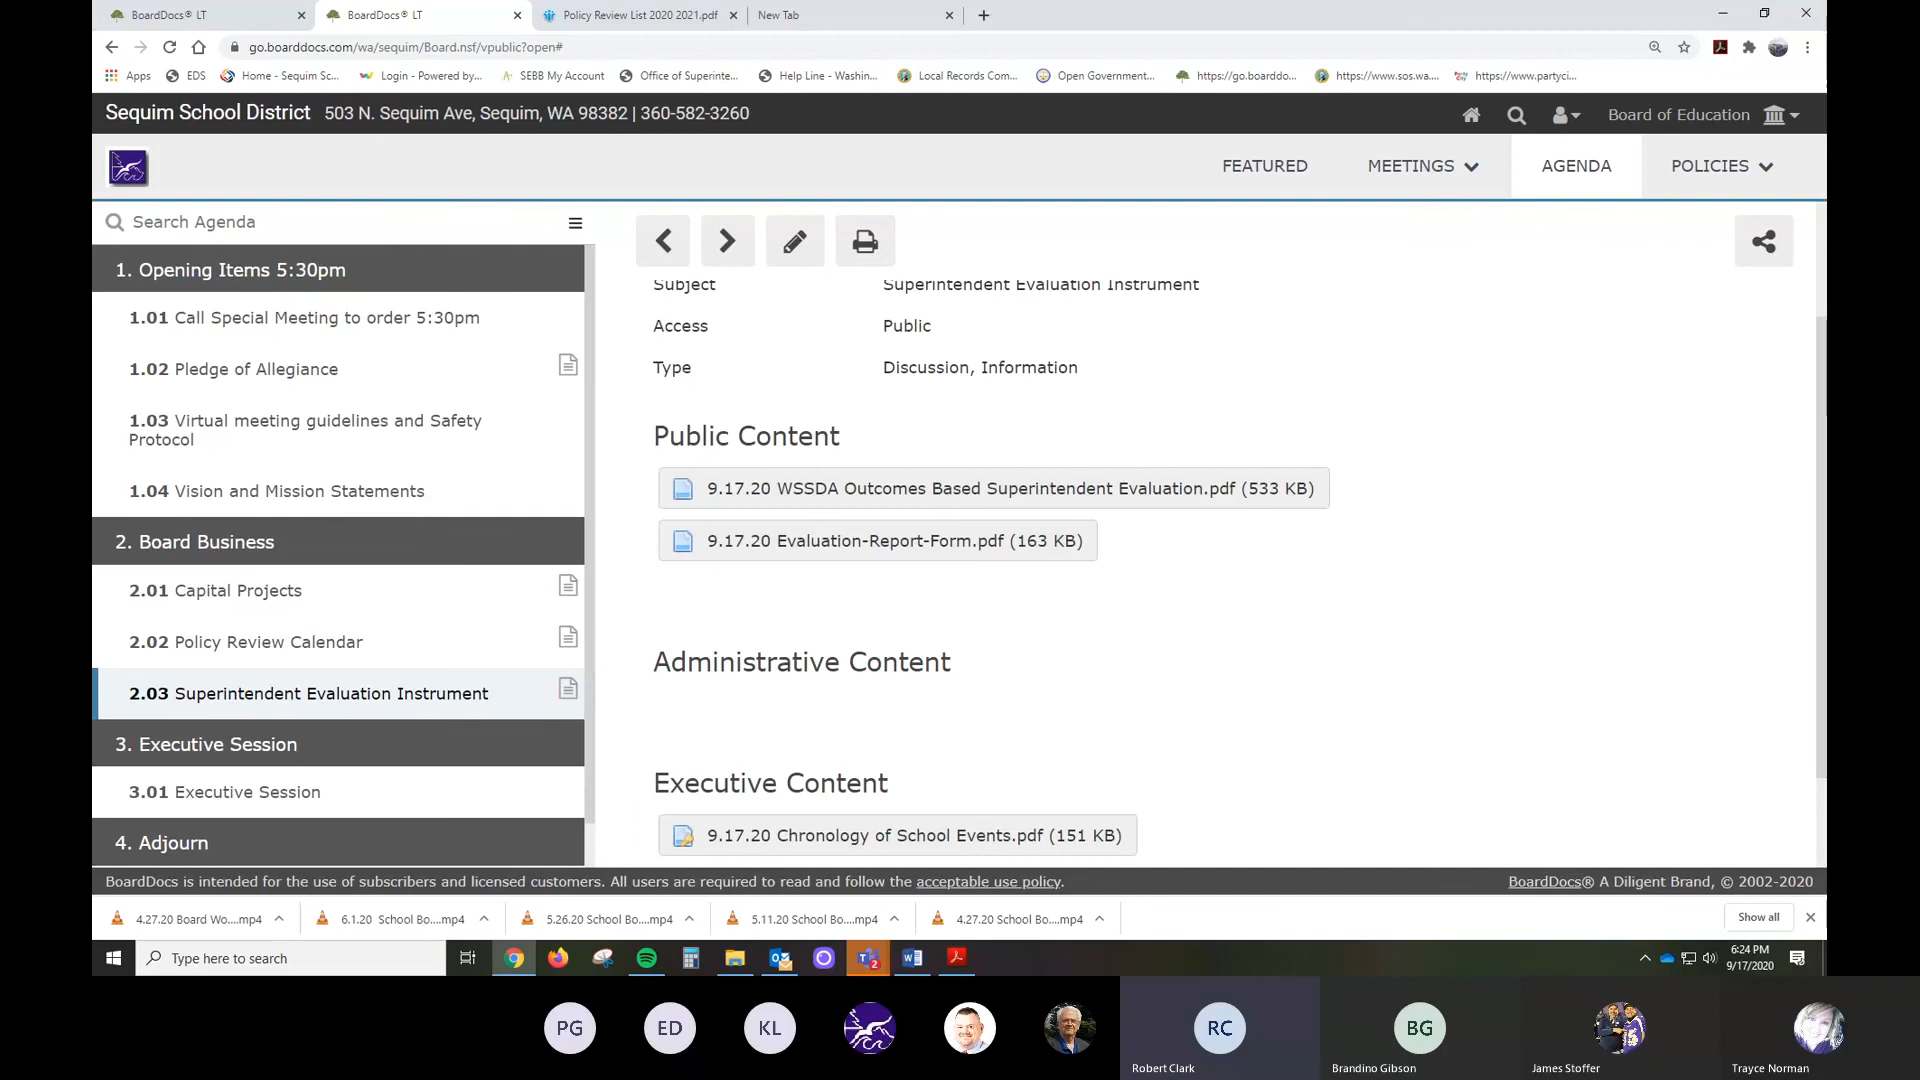 BoardDocs® LT
BoardDocs® LT
Policy Review List 2020 2021.pdf
New Tab
go.boarddocs.com/wa/sequim/Board.nsf/vpublic?open#
Apps
EDS
Home - Sequim Sc...
Login - Powered by...
SEBB My Account
Office of Superinte...
Help Line - Washin...
Local Records Com...
Open Government...
https://go.boarddo...
https://www.sos.wa....
https://www.partyci...
Sequim School District 503 N. Sequim Ave, Sequim, WA 98382 | 360-582-3260
Board of Education
FEATURED
MEETINGS
AGENDA
POLICIES
Search Agenda
1. Opening Items 5:30pm
1.01 Call Special Meeting to order 5:30pm
1.02 Pledge of Allegiance
1.03 Virtual meeting guidelines and Safety
Protocol
1.04 Vision and Mission Statements
2. Board Business
2.01 Capital Projects
2.02 Policy Review Calendar
2.03 Superintendent Evaluation Instrument
3. Executive Session
3.01 Executive Session
4. Adjourn
Subject Superintendent Evaluation Instrument
Access Public
Type Discussion, Information
Public Content
9.17.20 WSSDA Outcomes Based Superintendent Evaluation.pdf (533 KB)
9.17.20 Evaluation-Report-Form.pdf (163 KB)
Administrative Content
Executive Content
9.17.20 Chronology of School Events.pdf (151 KB)
BoardDocs is intended for the use of subscribers and licensed customers. All users are required to read and follow the acceptable use policy.
BoardDocs® A Diligent Brand, © 2002-2020
4.27.20 Board Wo....mp4
6.1.20 School Bo....mp4
5.26.20 School Bo....mp4
5.11.20 School Bo....mp4
4.27.20 School Bo....mp4
Show all
Type here to search
6:24 PM
9/17/2020
PG
ED
KL
RC
BG
Robert Clark
Brandino Gibson
James Stoffer
Trayce Norman